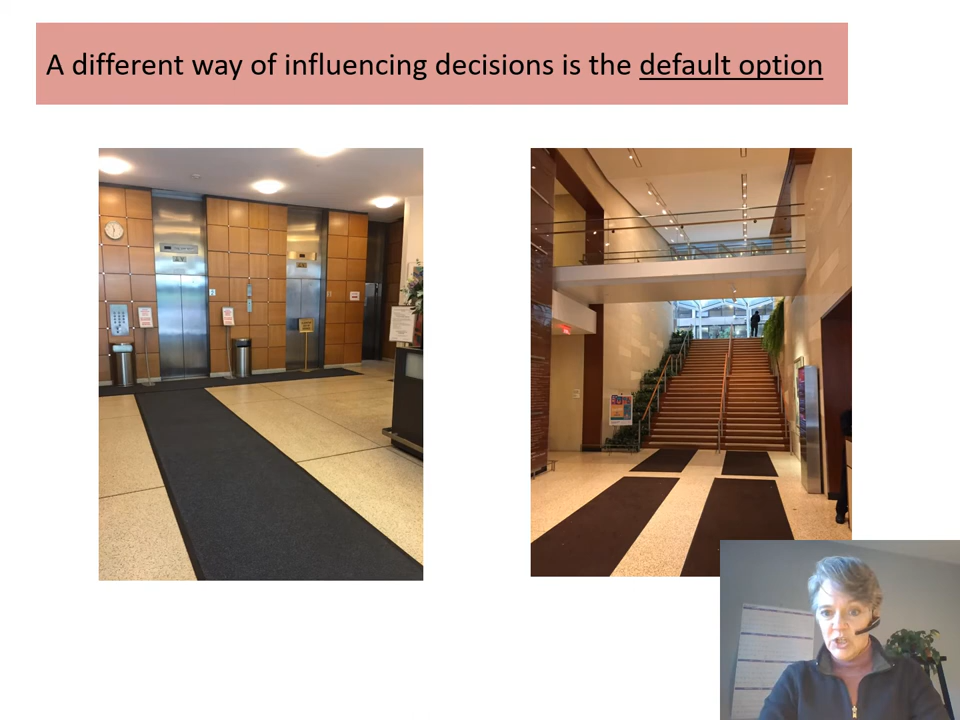 A different way of influencing decisions is the default option